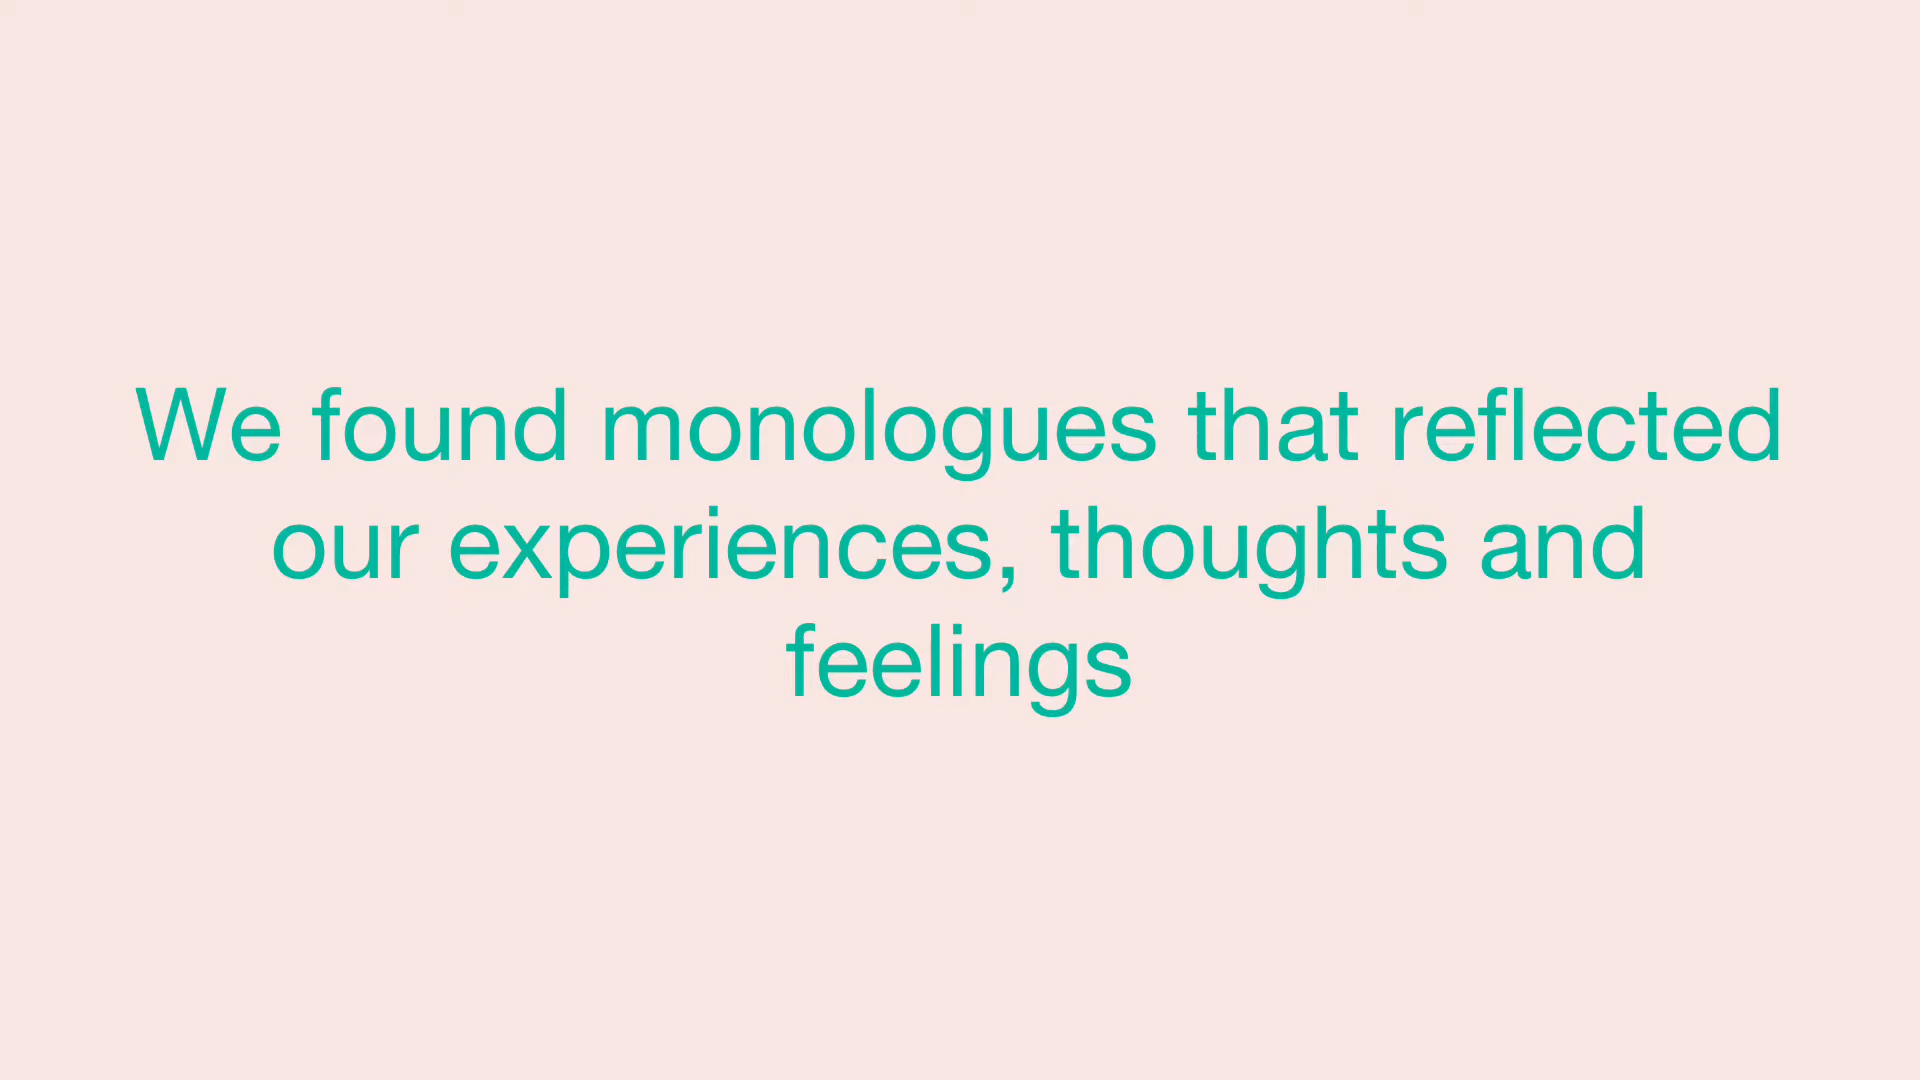 We found monologues that reflected
our experiences, thoughts and
feelings